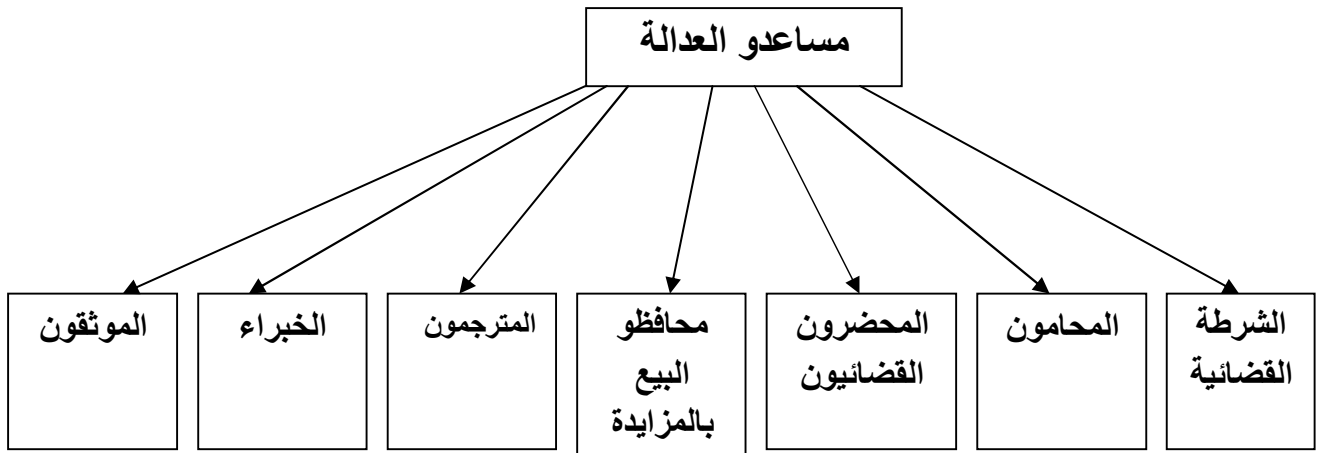 مساعدو العدالة
الشرطة
القضائية
المحامون
المحضرون
القضائيون
محافظو
البيع
بالمزايدة
المترجمون
الخبراء
الموثقون